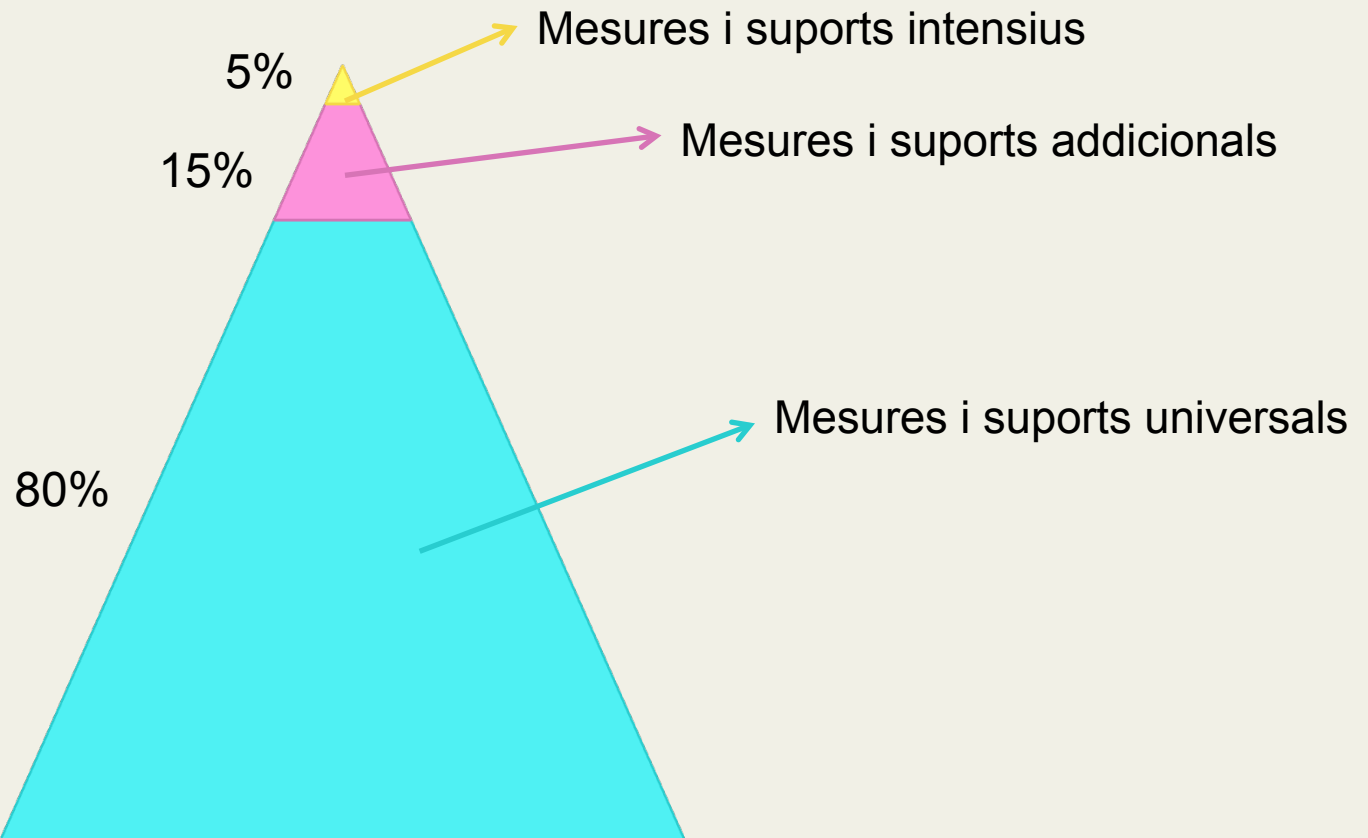 Mesures i suports intensius
5%
Mesures i suports addicionals
15%
Mesures i suports universals
80%